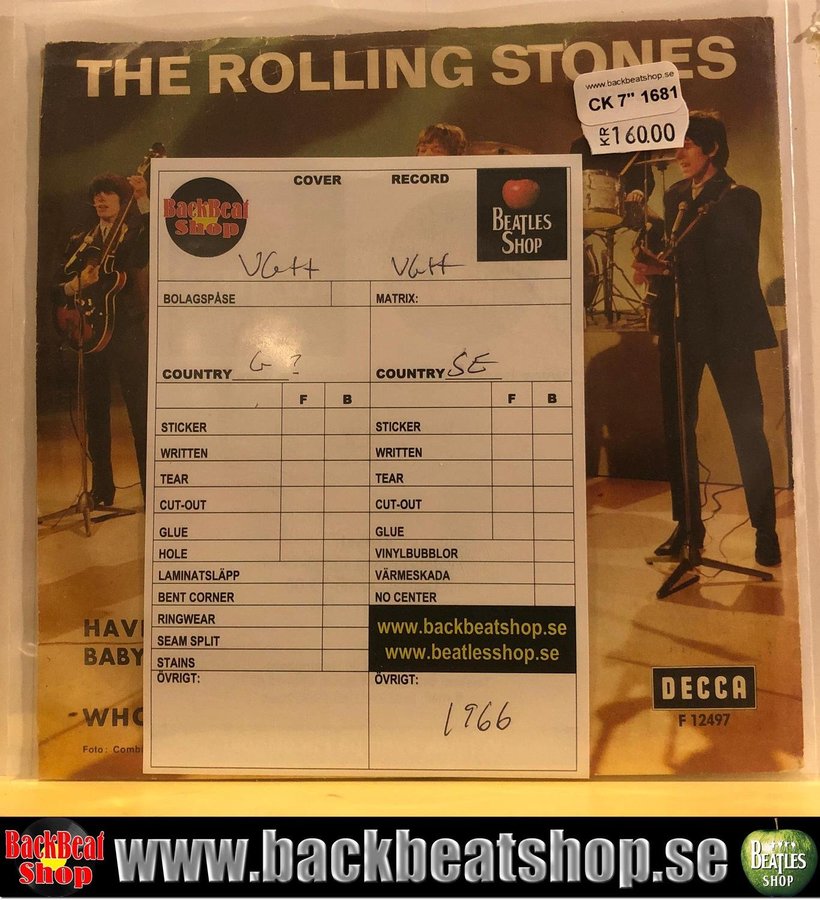 THE ROLLING STONES
www.backbeatshop.se
CK 7" 1681
KR 160.00
BackBeat
Shop
COVER
RECORD
BEATLES
SHOP
VG++
VG++
BOLAGSPÅSE
MATRIX:
COUNTRY G ?
COUNTRY SE
F B
F B
STICKER
STICKER
WRITTEN
WRITTEN
TEAR
TEAR
CUT-OUT
CUT-OUT
GLUE
GLUE
HOLE
VINYLBUBBLOR
LAMINATSLÄPP
VÄRMESKADA
BENT CORNER
NO CENTER
RINGWEAR
SEAM SPLIT
STAINS
www.backbeatshop.se
www.beatlesshop.se
ÖVRIGT:
ÖVRIGT:
1966
HAV
BABY
-WHO
Foto: Comb
DECCA
F 12497
BackBeat
Shop
www.backbeatshop.se
BEATLES
SHOP